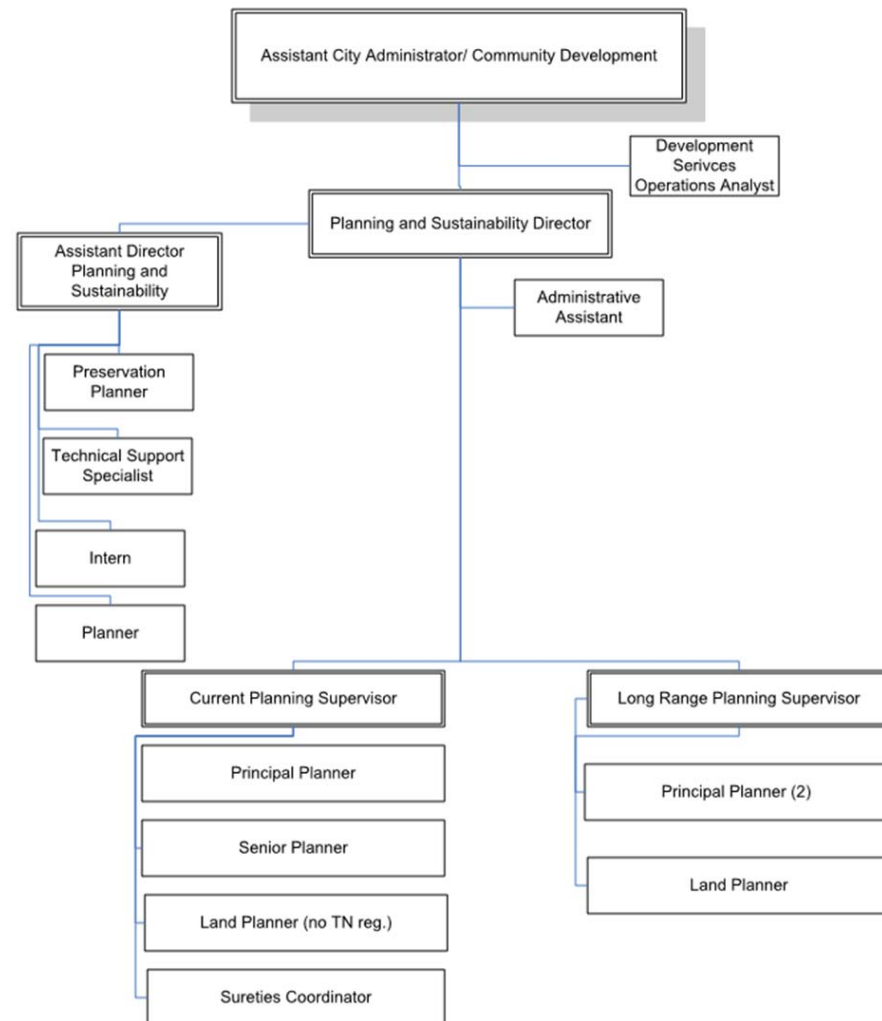 Assistant City Administrator/ Community Development
Development
Serivces
Operations Analyst
Planning and Sustainability Director
Assistant Director
Planning and
Sustainability
Administrative
Assistant
Preservation
Planner
Technical Support
Specialist
Intern
Planner
Current Planning Supervisor
Long Range Planning Supervisor
Principal Planner
Principal Planner (2)
Senior Planner
Land Planner
Land Planner (no TN reg.)
Sureties Coordinator